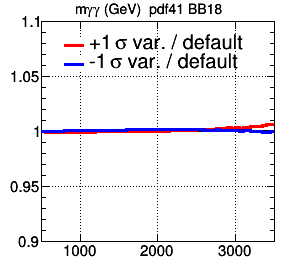 mγγ (GeV) pdf41 BB18
1.1
+1 σ var. / default
-1 σ var. / default
1.05
1
0.95
0.9
1000 2000 3000